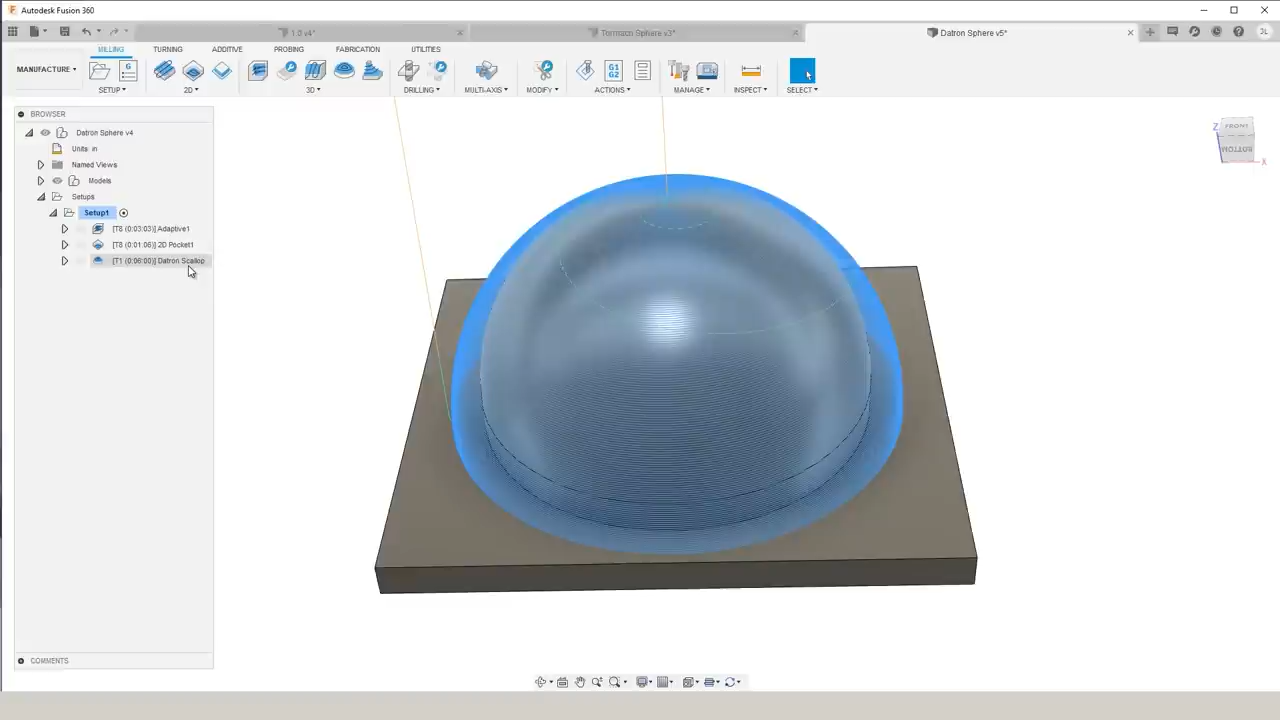 Autodesk Fusion 360
1.0 v4*
Tormach Sphere v3*
Datron Sphere v5*
MILLING
TURNING
ADDITIVE
PROBING
FABRICATION
UTILITIES
MANUFACTURE
SETUP
2D
3D
DRILLING
MULTI-AXIS
MODIFY
G1
G2
ACTIONS
MANAGE
INSPECT
SELECT
BROWSER
Datron Sphere v4
Units in
Named Views
Models
Setups
Setup1
[T8 (0:03:03)] Adaptive1
[T8 (0:01:06)] 2D Pocket1
[T1 (0:06:00)] Datron Scallop
COMMENTS
Z
FRONT
BOTTOM
X